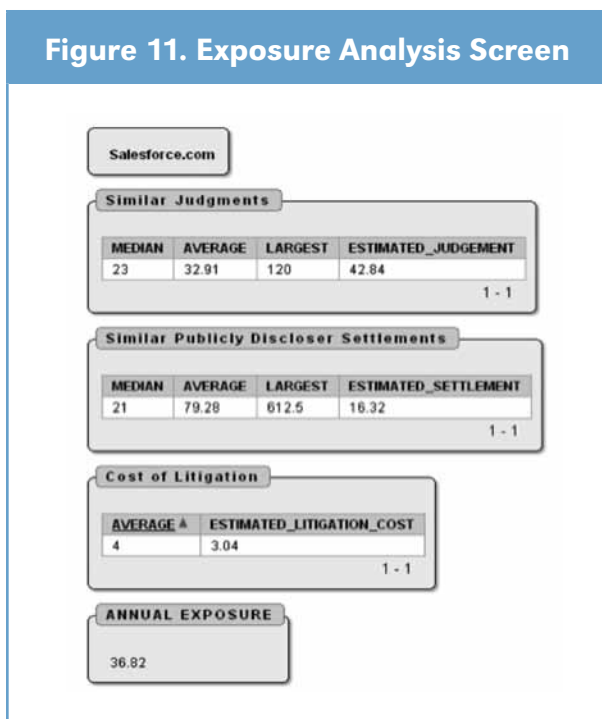 Figure 11. Exposure Analysis Screen
Salesforce.com
Similar Judgments
MEDIAN AVERAGE LARGEST ESTIMATED_JUDGEMENT
23 32.91 120 42.84
1 - 1
Similar Publicly Discloser Settlements
MEDIAN AVERAGE LARGEST ESTIMATED_SETTLEMENT
21 79.28 612.5 16.32
1 - 1
Cost of Litigation
AVERAGE ESTIMATED_LITIGATION_COST
4 3.04
1 - 1
ANNUAL EXPOSURE
36.82